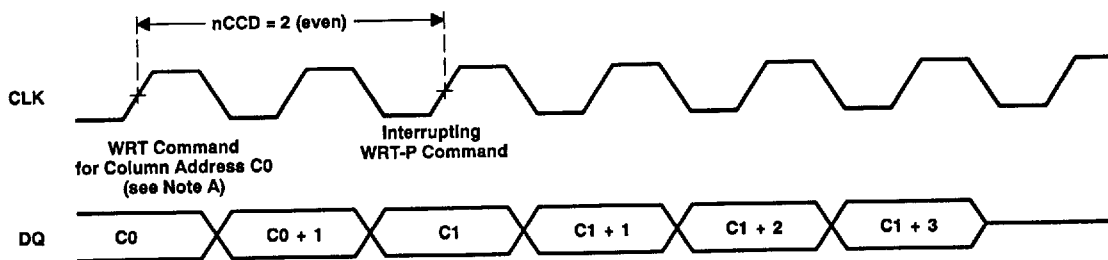 nCCD = 2 (even)
CLK
WRT Command
for Column Address C0
(see Note A)
Interrupting
WRT-P Command
DQ
C0
C0 + 1
C1
C1 + 1
C1 + 2
C1 + 3